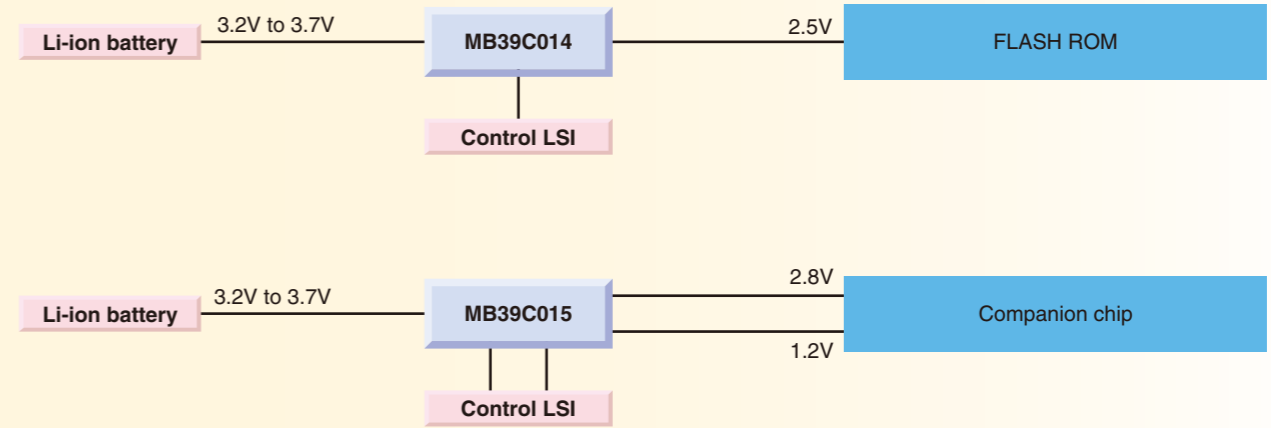 Li-ion battery
3.2V to 3.7V
MB39C014
2.5V
FLASH ROM
Control LSI
Li-ion battery
3.2V to 3.7V
MB39C015
2.8V
1.2V
Companion chip
Control LSI